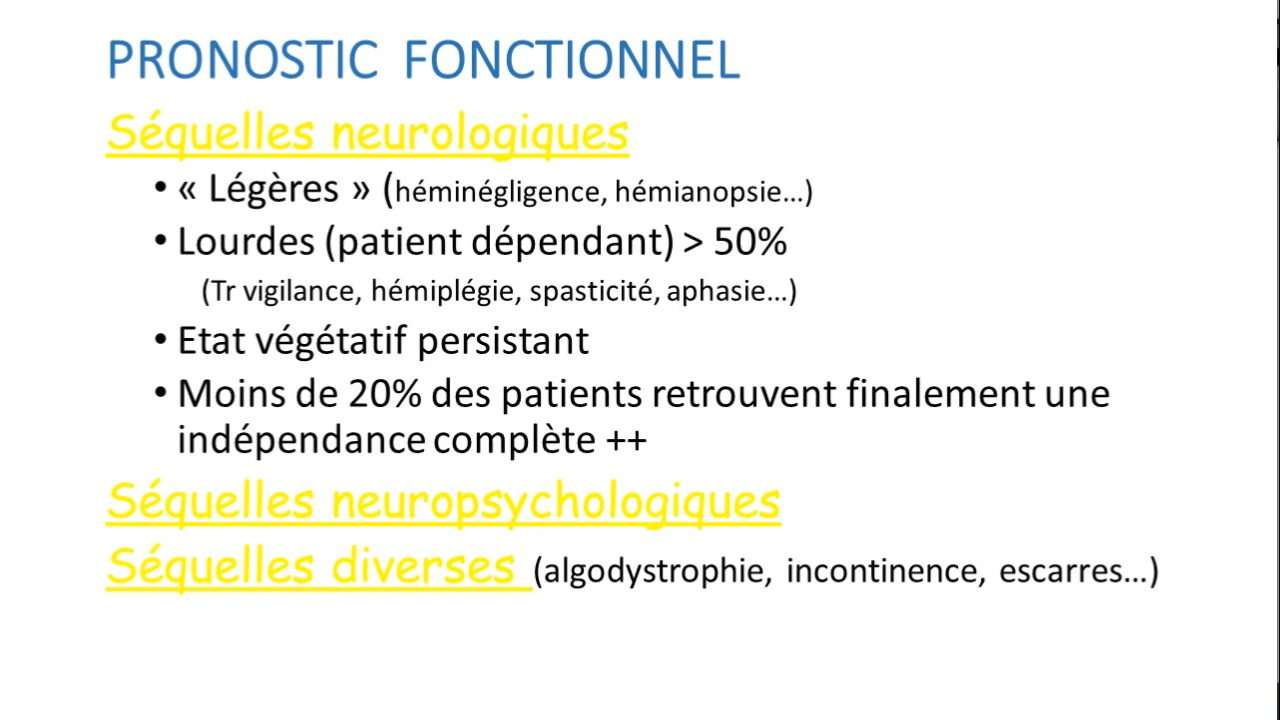 PRONOSTIC FONCTIONNEL
Séquelles neurologiques
• « Légères » (héminégligence, hémianopsie…)
• Lourdes (patient dépendant) > 50%
(Tr vigilance, hémiplégie, spasticité, aphasie…)
• Etat végétatif persistant
• Moins de 20% des patients retrouvent finalement une
indépendance complète ++
Séquelles neuropsychologiques
Séquelles diverses (algodystrophie, incontinence, escarres…)